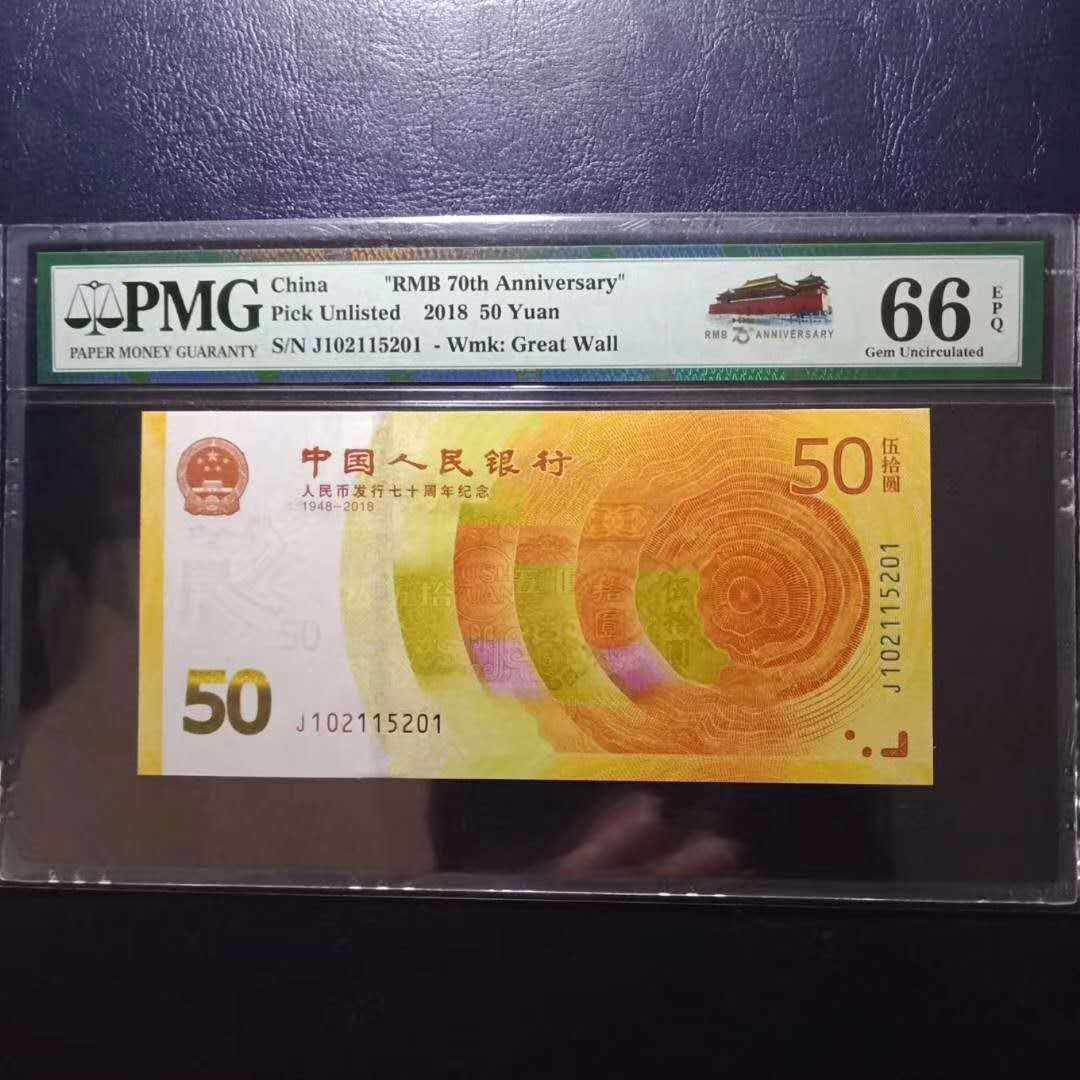 PMG
PAPER MONEY GUARANTY
China "RMB 70th Anniversary"
Pick Unlisted 2018 50 Yuan
S/N J102115201 - Wmk: Great Wall
RMB 70 ANNIVERSARY
66
EPQ
Gem Uncirculated
中国人民银行
人民币发行七十周年纪念
1948-2018
50
伍拾圆
J102115201
50
50
J102115201